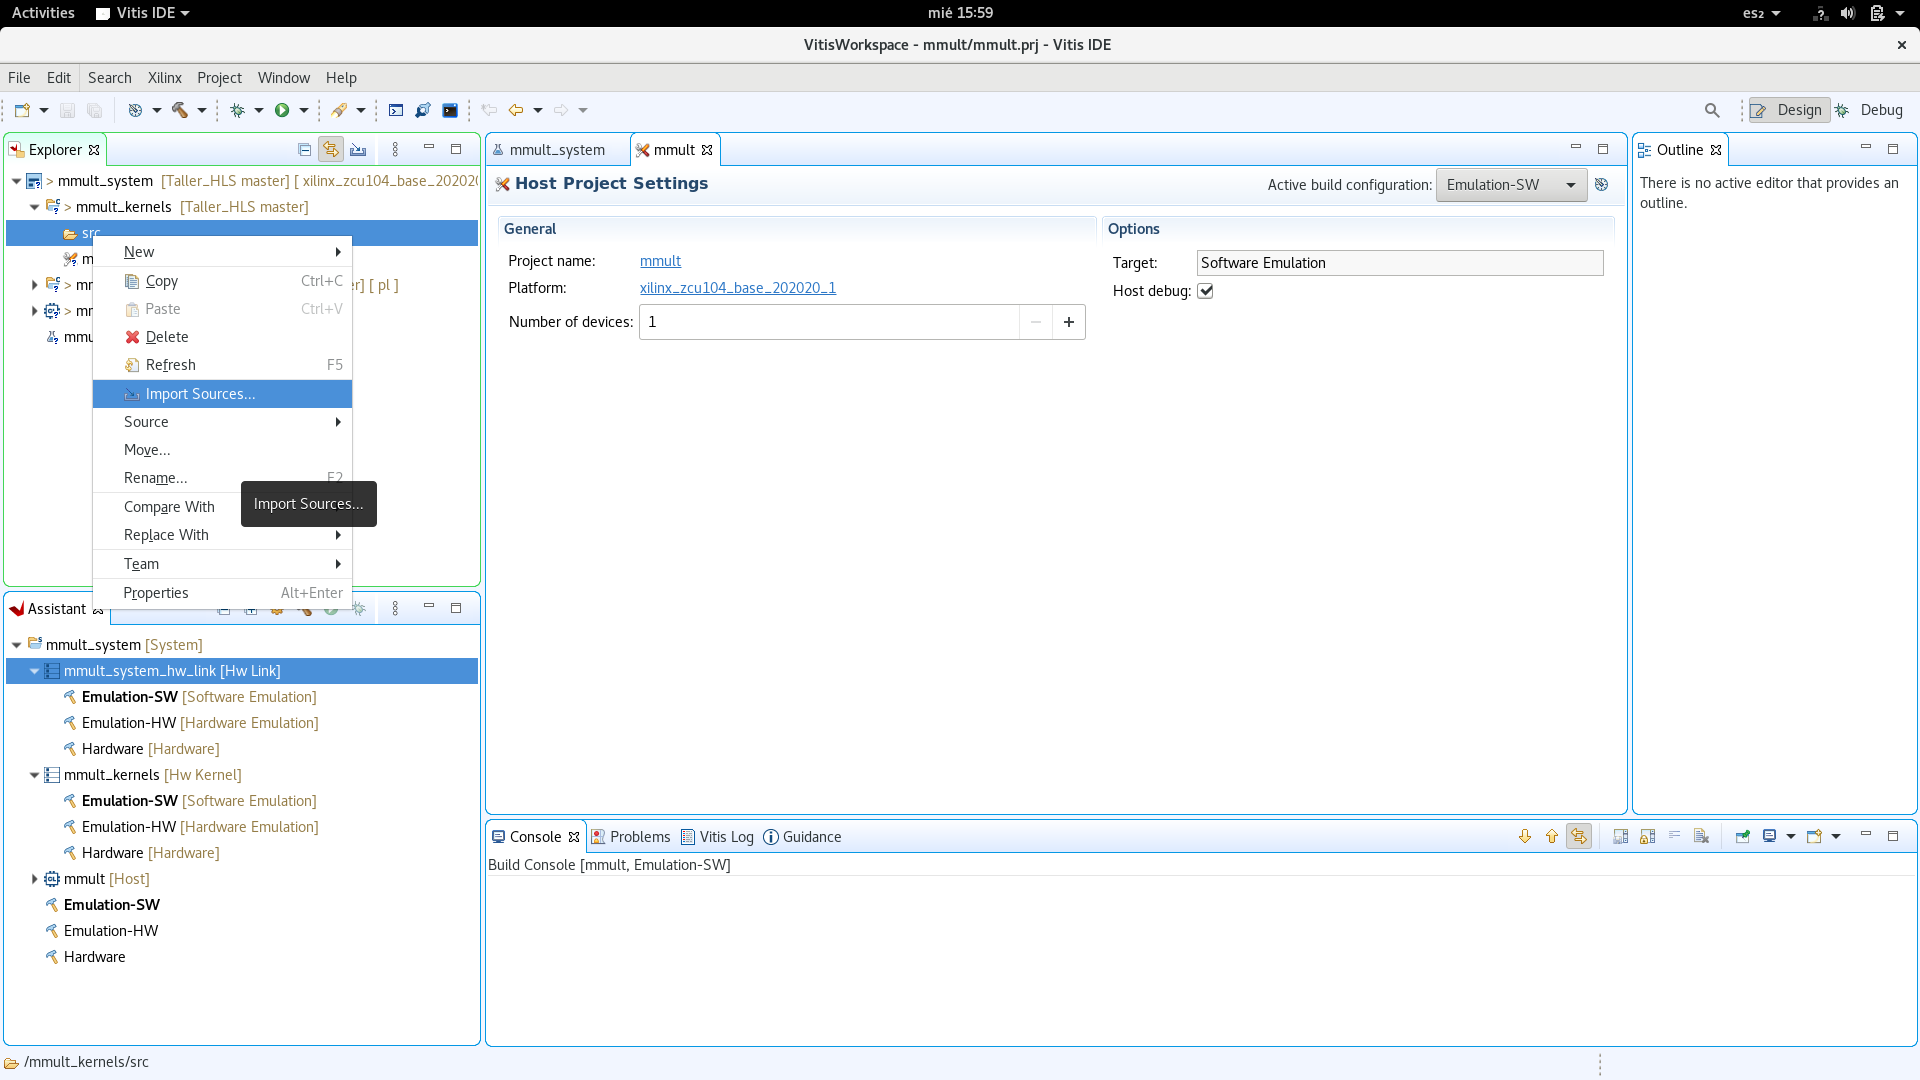 Activities Vitis IDE mié 15:59 es2
VitisWorkspace - mmult/mmult.prj - Vitis IDE
File Edit Search Xilinx Project Window Help
Design Debug
Explorer
> mmult_system [Taller_HLS master] [ xilinx_zcu104_base_20202
> mmult_kernels [Taller_HLS master]
src
m
> mm er] [ pl ]
> mm
mmu
New
Copy Ctrl+C
Paste Ctrl+V
Delete
Refresh F5
Import Sources...
Source
Move...
Rename... F2
Compare With
Import Sources...
Replace With
Team
Properties Alt+Enter
mmult_system mmult
Host Project Settings
Active build configuration: Emulation-SW
General
Project name: mmult
Platform: xilinx_zcu104_base_202020_1
Number of devices: 1
Options
Target: Software Emulation
Host debug:
Outline
There is no active editor that provides an
outline.
Assistant
mmult_system [System]
mmult_system_hw_link [Hw Link]
Emulation-SW [Software Emulation]
Emulation-HW [Hardware Emulation]
Hardware [Hardware]
mmult_kernels [Hw Kernel]
Emulation-SW [Software Emulation]
Emulation-HW [Hardware Emulation]
Hardware [Hardware]
mmult [Host]
Emulation-SW
Emulation-HW
Hardware
Console Problems Vitis Log Guidance
Build Console [mmult, Emulation-SW]
/mmult_kernels/src